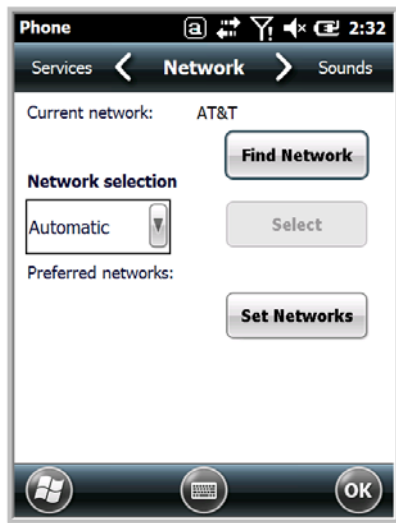 Phone a 2:32
Services Network Sounds
Current network: AT&T
Find Network
Network selection
Automatic Select
Preferred networks:
Set Networks
OK